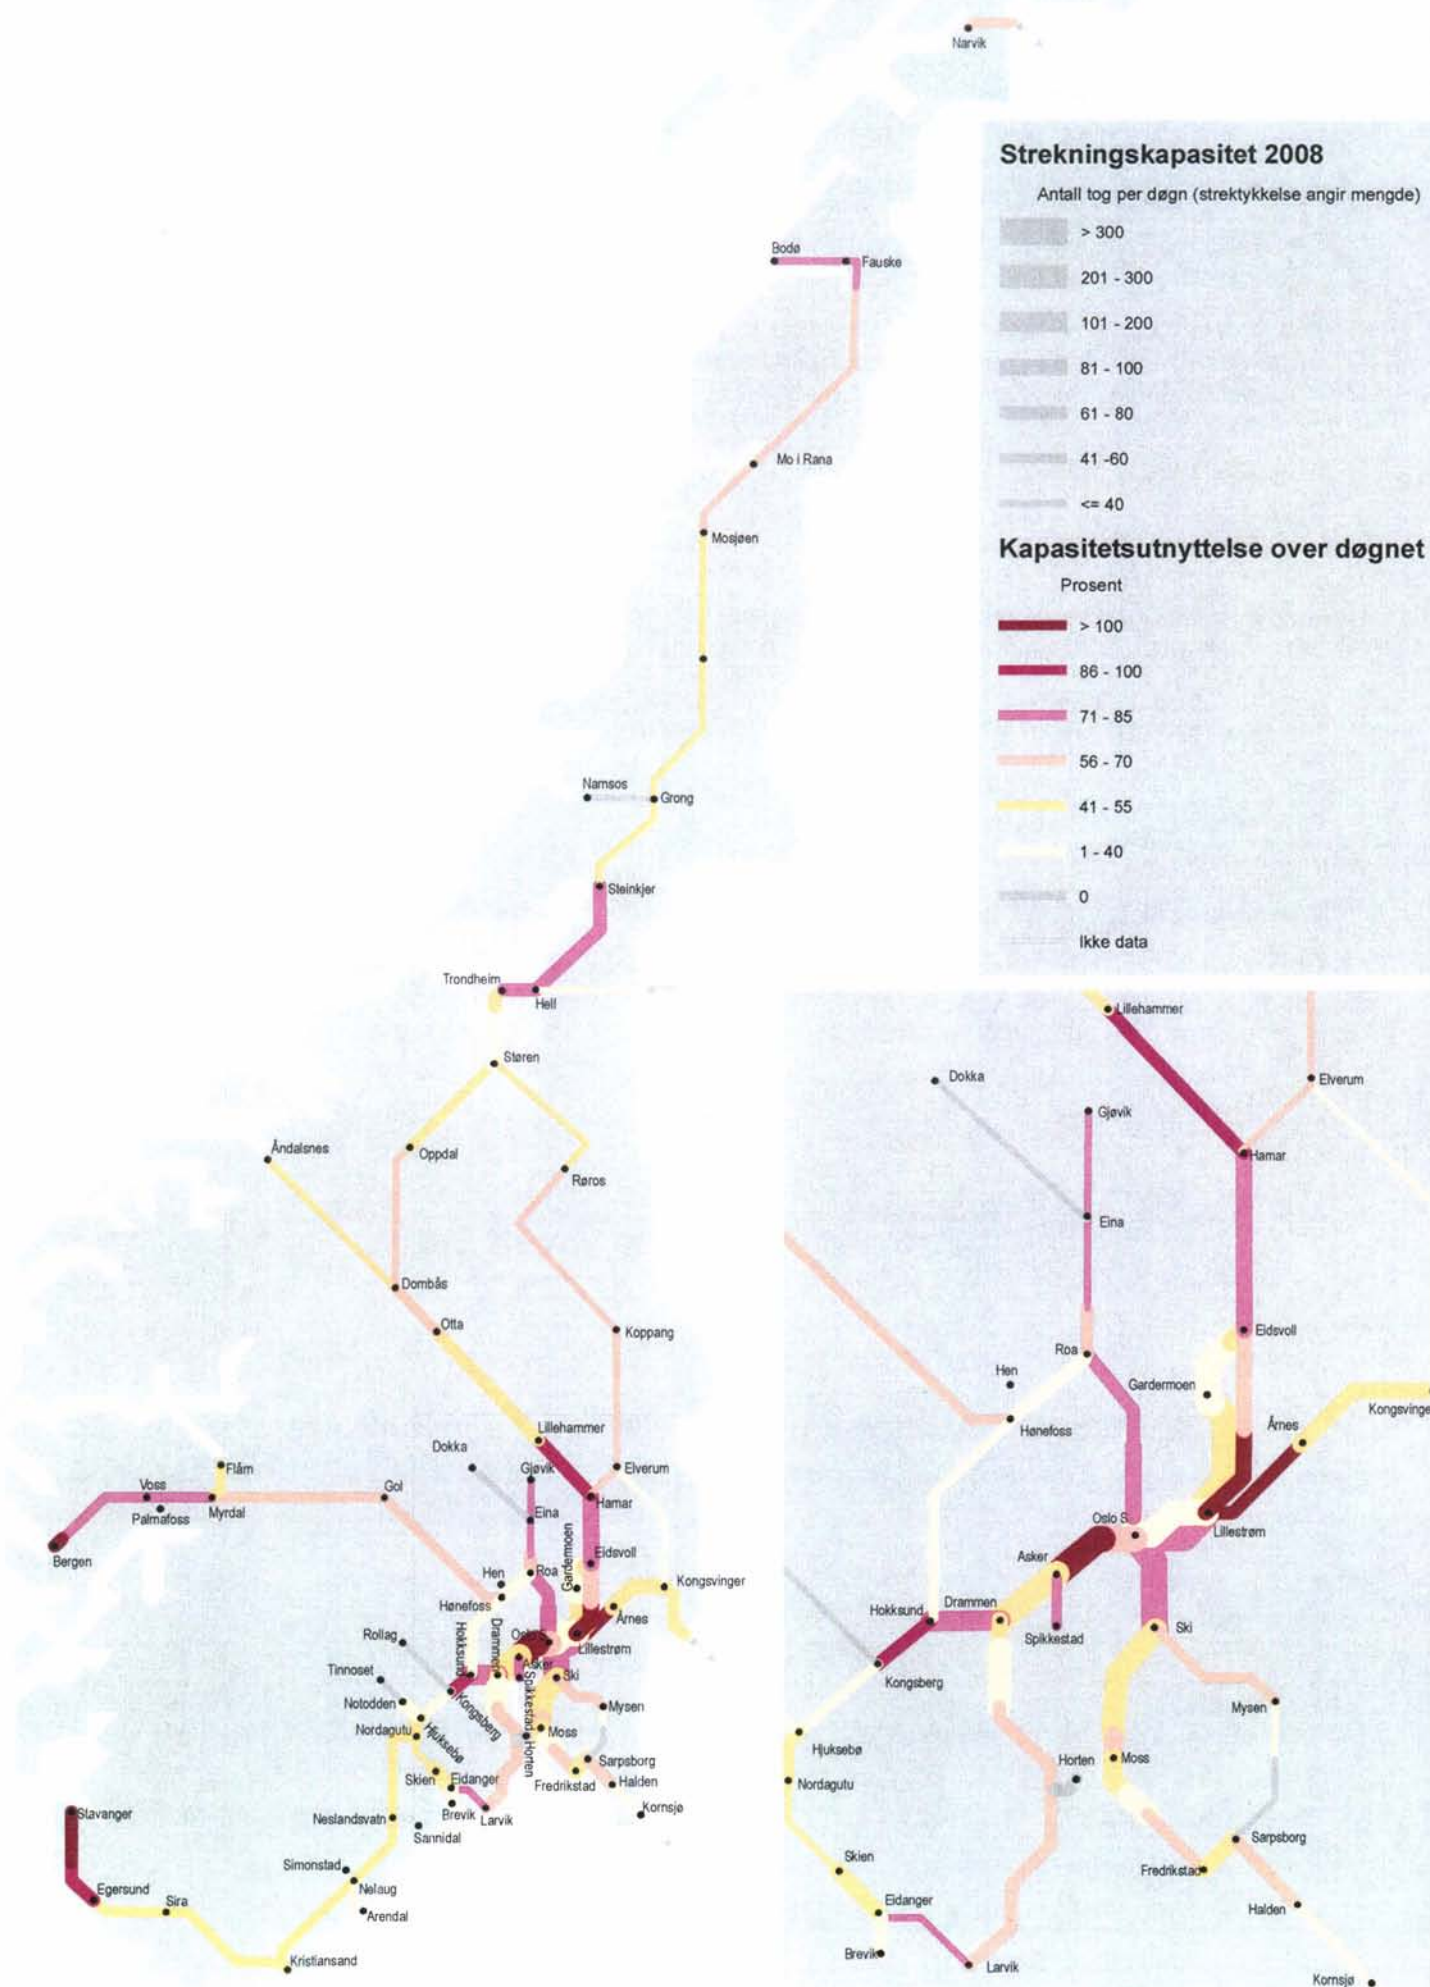 Narvik
Strekningskapasitet 2008
Antall tog per døgn (strektykkelse angir mengde)
> 300
201 - 300
101 - 200
81 - 100
61 - 80
41 -60
<= 40
Kapasitetsutnyttelse over døgnet
Prosent
> 100
86 - 100
71 - 85
56 - 70
41 - 55
1 - 40
0
Ikke data
Bodø
Fauske
Mo i Rana
Mosjøen
Namsos
Grong
Steinkjer
Trondheim
Hell
Støren
Åndalsnes
Oppdal
Røros
Dombås
Otta
Koppang
Lillehammer
Dokka
Gjøvik
Elverum
Flåm
Voss
Palmafoss
Myrdal
Gol
Hamar
Eina
Bergen
Gardermoen
Eidsvoll
Hen
Roa
Kongsvinger
Hønefoss
Årnes
Rollag
Hokksund
Drammen
Oslo S
Lillestrøm
Tinnoset
Asker
Ski
Notodden
Kongsberg
Spikkestad
Mysen
Nordagutu
Hjuksebø
Moss
Horten
Skien
Eidanger
Sarpsborg
Fredrikstad
Halden
Stavanger
Neslandsvatn
Brevik
Larvik
Kornsjø
Sannidal
Simonstad
Nelaug
Egersund
Sira
Arendal
Kristiansand
Lillehammer
Dokka
Elverum
Gjøvik
Hamar
Eina
Eidsvoll
Roa
Hen
Gardermoen
Kongsvinge
Hønefoss
Årnes
Oslo S
Lillestrøm
Asker
Hokksund
Drammen
Spikkestad
Ski
Kongsberg
Mysen
Hjuksebø
Horten
Moss
Nordagutu
Sarpsborg
Skien
Fredrikstad
Eidanger
Halden
Brevik
Larvik
Kornsjø